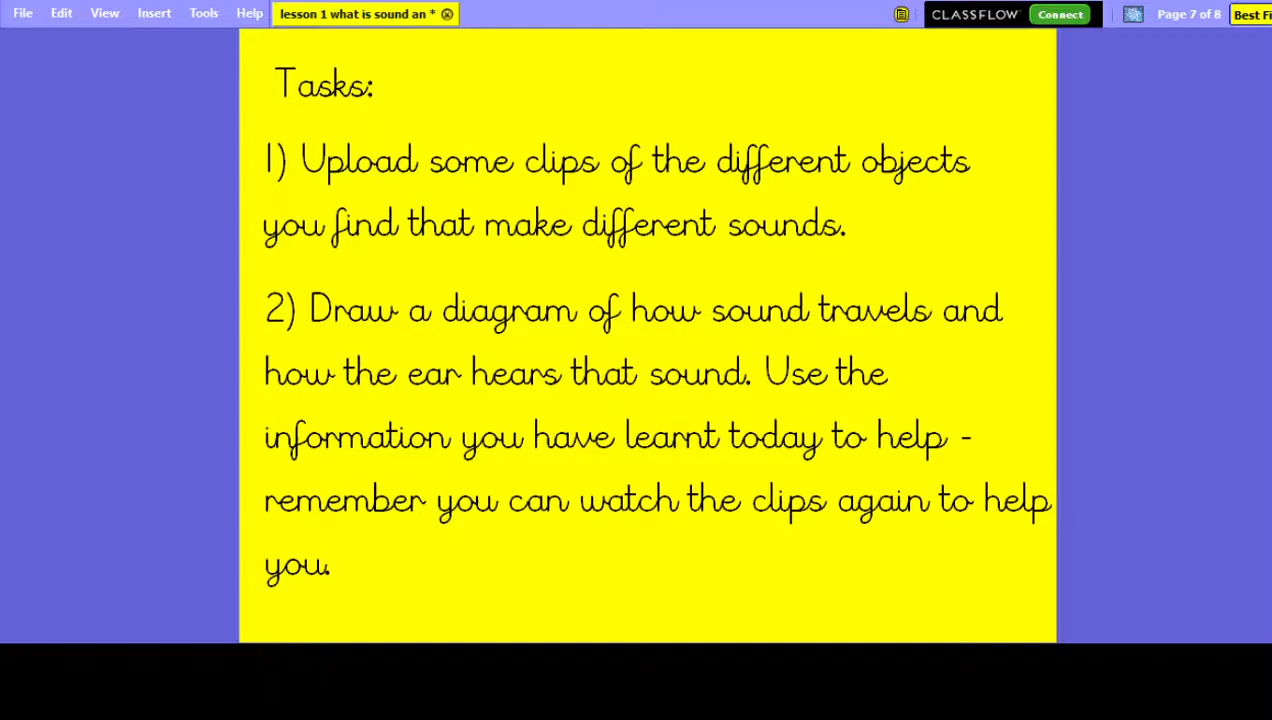 File Edit View Insert Tools Help lesson 1 what is sound an * CLASSFLOW Connect Page 7 of 8 Best Fi
Tasks:
1) Upload some clips of the different objects
you find that make different sounds.
2) Draw a diagram of how sound travels and
how the ear hears that sound. Use the
information you have learnt today to help -
remember you can watch the clips again to help
you.